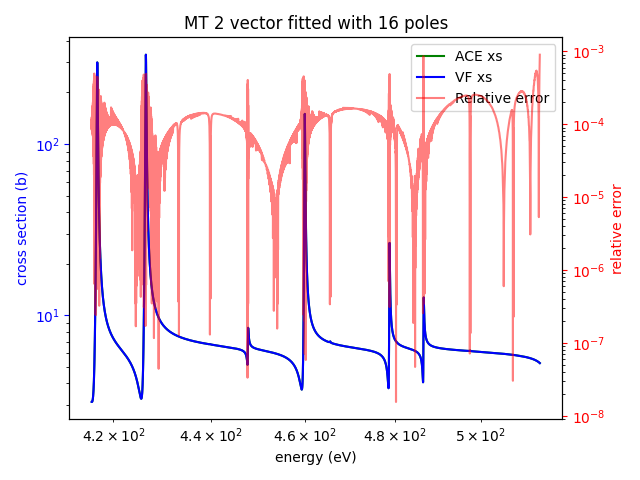 MT 2 vector fitted with 16 poles
ACE xs
VF xs
Relative error
cross section (b)
10²
10¹
10⁻³
10⁻⁴
10⁻⁵
10⁻⁶
10⁻⁷
10⁻⁸
relative error
4.2 × 10² 4.4 × 10² 4.6 × 10² 4.8 × 10² 5 × 10²
energy (eV)